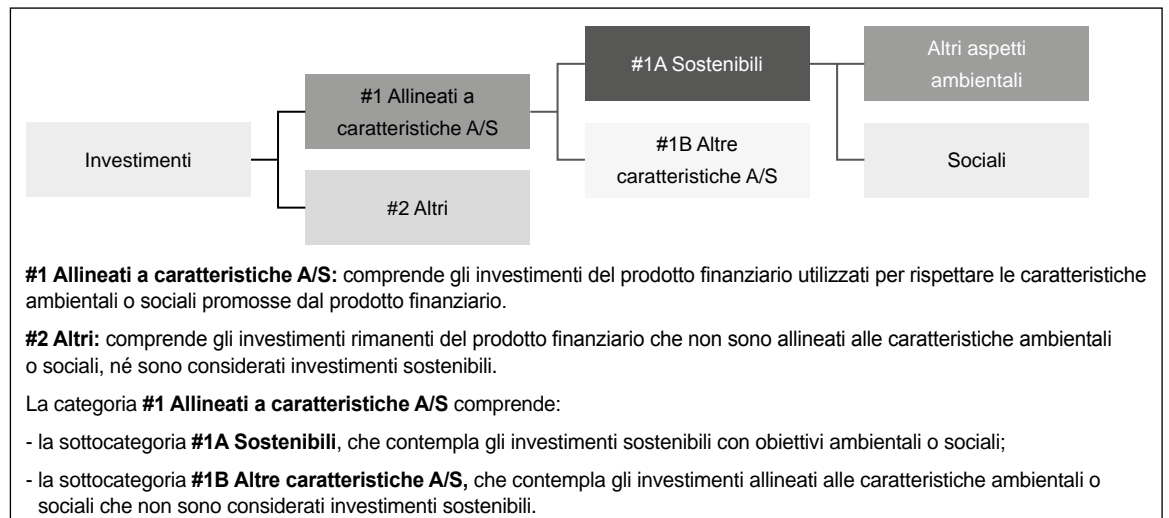 Investimenti
#1 Allineati a
caratteristiche A/S
#2 Altri
#1A Sostenibili
#1B Altre
caratteristiche A/S
Altri aspetti
ambientali
Sociali
#1 Allineati a caratteristiche A/S: comprende gli investimenti del prodotto finanziario utilizzati per rispettare le caratteristiche
ambientali o sociali promosse dal prodotto finanziario.
#2 Altri: comprende gli investimenti rimanenti del prodotto finanziario che non sono allineati alle caratteristiche ambientali
o sociali, né sono considerati investimenti sostenibili.
La categoria #1 Allineati a caratteristiche A/S comprende:
- la sottocategoria #1A Sostenibili, che contempla gli investimenti sostenibili con obiettivi ambientali o sociali;
- la sottocategoria #1B Altre caratteristiche A/S, che contempla gli investimenti allineati alle caratteristiche ambientali o
sociali che non sono considerati investimenti sostenibili.